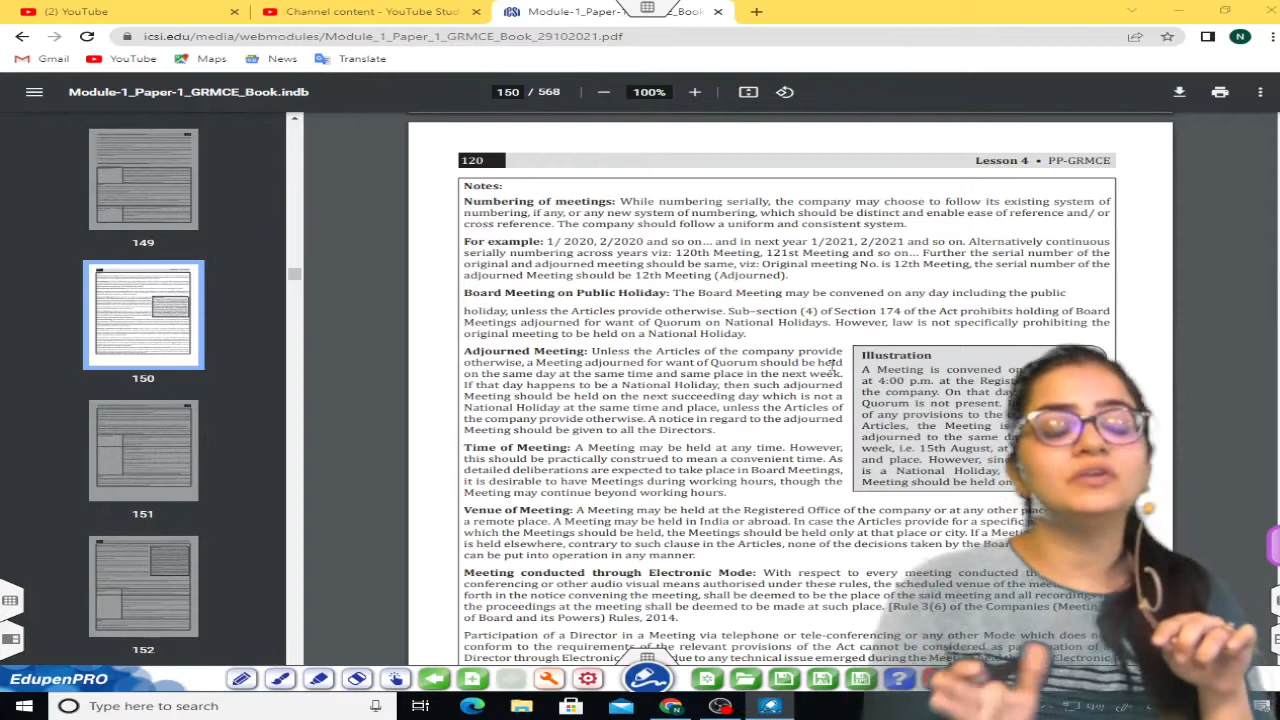 (2) YouTube
Channel content - YouTube Stud
Module-1_Paper-1_GRMCE_Book
icsi.edu/media/webmodules/Module_1_Paper_1_GRMCE_Book_29102021.pdf
N
Gmail YouTube Maps News Translate
Module-1_Paper-1_GRMCE_Book.indb
150 / 568
100%
149
150
151
152
120
Lesson 4 • PP-GRMCE
Notes:
Numbering of meetings: While numbering serially, the company may choose to follow its existing system of
numbering, if any, or any new system of numbering, which should be distinct and enable ease of reference and/ or
cross reference. The company should follow a uniform and consistent system.
For example: 1/ 2020, 2/2020 and so on... and in next year 1/2021, 2/2021 and so on. Alternatively continuous
serially numbering across years viz: 120th Meeting, 121st Meeting and so on... Further the serial number of the
original and adjourned meeting should be same, viz: Original meeting No. is 12th Meeting, the serial number of the
adjourned Meeting should be 12th Meeting (Adjourned).
Board Meeting on Public Holiday: The Board Meeting may be convened on any day including the public
holiday, unless the Articles provide otherwise. Sub-section (4) of Section 174 of the Act prohibits holding of Board
Meetings adjourned for want of Quorum on National Holidays. However, law is not specifically prohibiting the
original meeting to be held on a National Holiday.
Adjourned Meeting: Unless the Articles of the company provide
otherwise, a Meeting adjourned for want of Quorum should be held
on the same day at the same time and same place in the next week.
If that day happens to be a National Holiday, then such adjourned
Meeting should be held on the next succeeding day which is not a
National Holiday at the same time and place, unless the Articles of
the company provide otherwise. A notice in regard to the adjourned
Meeting should be given to all the Directors.
Illustration
A Meeting is convened on
at 4:00 p.m. at the Regist
the company. On that day
Quorum is not present.
of any provisions to the
Articles, the Meeting is
adjourned to the same d
week, i.e. 15th August, at
and place. However, sinc
is a National Holiday,
Meeting should be held on
Time of Meeting: A Meeting may be held at any time. However,
this should be practically construed to mean a convenient time. As
detailed deliberations are expected to take place in Board Meetings,
it is desirable to have Meetings during working hours, though the
Meeting may continue beyond working hours.
Venue of Meeting: A Meeting may be held at the Registered Office of the company or at any other place
a remote place. A Meeting may be held in India or abroad. In case the Articles provide for a specific
which the Meetings should be held, the Meetings should be held only at that place or city. If a Mee
is held elsewhere, contrary to such clause in the Articles, none of the decisions taken by the Boar
can be put into operation in any manner.
Meeting conducted through Electronic Mode: With respect to every meeting conducted th
conferencing or other audio visual means authorised under these rules, the scheduled venue of the mee
forth in the notice convening the meeting, shall be deemed to be the place of the said meeting and all recordings
the proceedings at the meeting shall be deemed to be made at such place. [Rule 3(6) of the Companies (Meetin
of Board and its Powers) Rules, 2014.
Participation of a Director in a Meeting via telephone or tele-conferencing or any other Mode which does no
conform to the requirements of the relevant provisions of the Act cannot be considered as
Director through Electronic due to any technical issue emerged during the Electronic
EdupenPRO
Type here to search